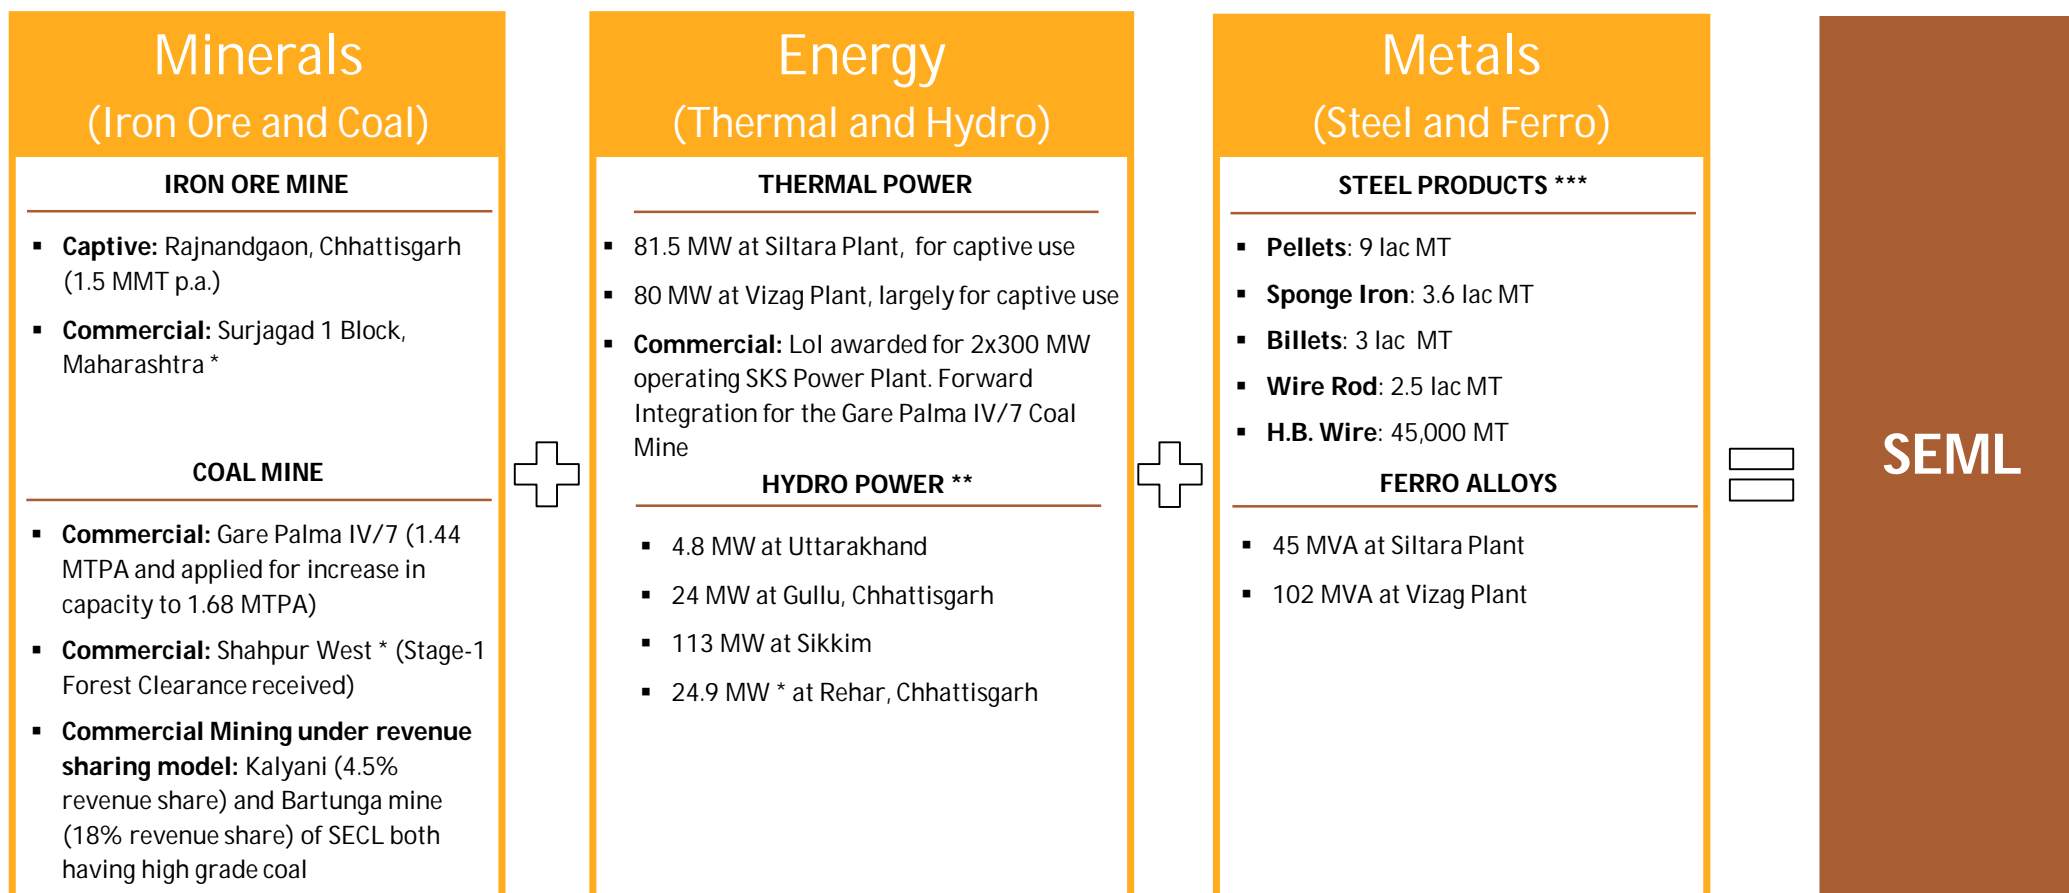 Minerals
(Iron Ore and Coal)
IRON ORE MINE
▪ Captive: Rajnandgaon, Chhattisgarh
(1.5 MMT p.a.)
▪ Commercial: Surjagad 1 Block,
Maharashtra *
COAL MINE
▪ Commercial: Gare Palma IV/7 (1.44
MTPA and applied for increase in
capacity to 1.68 MTPA)
▪ Commercial: Shahpur West * (Stage-1
Forest Clearance received)
▪ Commercial Mining under revenue
sharing model: Kalyani (4.5%
revenue share) and Bartunga mine
(18% revenue share) of SECL both
having high grade coal
Energy
(Thermal and Hydro)
THERMAL POWER
▪ 81.5 MW at Siltara Plant, for captive use
▪ 80 MW at Vizag Plant, largely for captive use
▪ Commercial: LoI awarded for 2x300 MW
operating SKS Power Plant. Forward
Integration for the Gare Palma IV/7 Coal
Mine
HYDRO POWER **
▪ 4.8 MW at Uttarakhand
▪ 24 MW at Gullu, Chhattisgarh
▪ 113 MW at Sikkim
▪ 24.9 MW * at Rehar, Chhattisgarh
Metals
(Steel and Ferro)
STEEL PRODUCTS ***
▪ Pellets: 9 lac MT
▪ Sponge Iron: 3.6 lac MT
▪ Billets: 3 lac MT
▪ Wire Rod: 2.5 lac MT
▪ H.B. Wire: 45,000 MT
FERRO ALLOYS
▪ 45 MVA at Siltara Plant
▪ 102 MVA at Vizag Plant
SEML